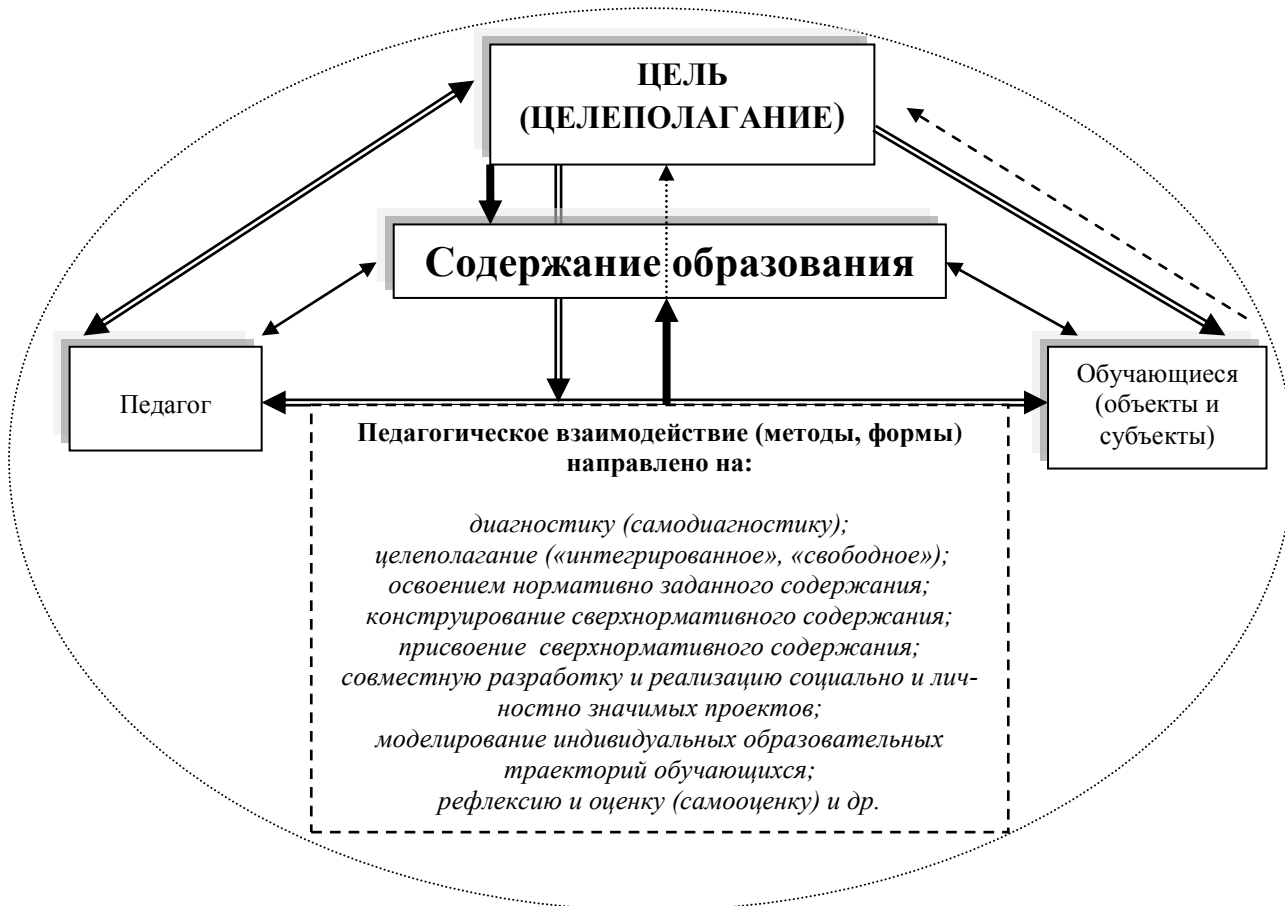 ЦЕЛЬ
(ЦЕЛЕПОЛАГАНИЕ)
Содержание образования
Педагог
Обучающиеся
(объекты и
субъекты)
Педагогическое взаимодействие (методы, формы)
направлено на:
диагностику (самодиагностику);
целеполагание («интегрированное», «свободное»);
освоением нормативно заданного содержания;
конструирование сверхнормативного содержания;
присвоение сверхнормативного содержания;
совместную разработку и реализацию социально и лич-
ностно значимых проектов;
моделирование индивидуальных образовательных
траекторий обучающихся;
рефлексию и оценку (самооценку) и др.